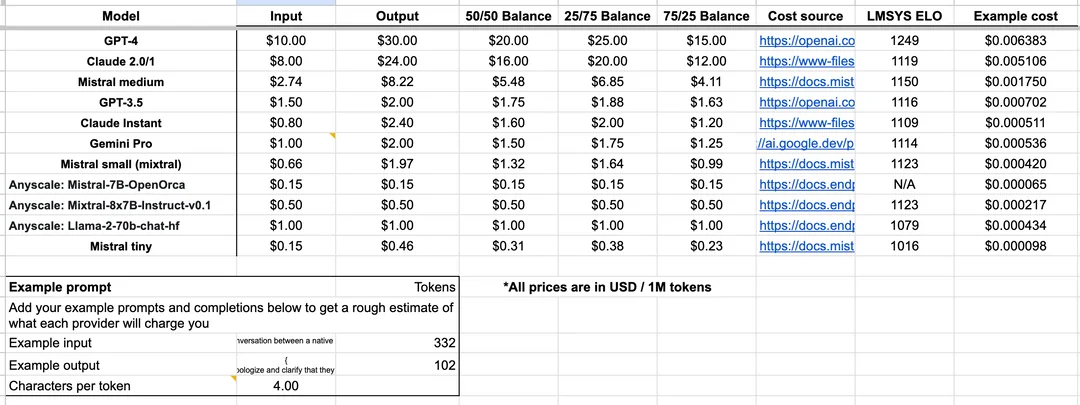 Model Input Output 50/50 Balance 25/75 Balance 75/25 Balance Cost source LMSYS ELO Example cost
GPT-4 $10.00 $30.00 $20.00 $25.00 $15.00 https://openai.co 1249 $0.006383
Claude 2.0/1 $8.00 $24.00 $16.00 $20.00 $12.00 https://www-files 1119 $0.005106
Mistral medium $2.74 $8.22 $5.48 $6.85 $4.11 https://docs.mist 1150 $0.001750
GPT-3.5 $1.50 $2.00 $1.75 $1.88 $1.63 https://openai.co 1116 $0.000702
Claude Instant $0.80 $2.40 $1.60 $2.00 $1.20 https://www-files 1109 $0.000511
Gemini Pro $1.00 $2.00 $1.50 $1.75 $1.25 //ai.google.dev/p 1114 $0.000536
Mistral small (mixtral) $0.66 $1.97 $1.32 $1.64 $0.99 https://docs.mist 1123 $0.000420
Anyscale: Mistral-7B-OpenOrca $0.15 $0.15 $0.15 $0.15 $0.15 https://docs.endp N/A $0.000065
Anyscale: Mixtral-8x7B-Instruct-v0.1 $0.50 $0.50 $0.50 $0.50 $0.50 https://docs.endp 1123 $0.000217
Anyscale: Llama-2-70b-chat-hf $1.00 $1.00 $1.00 $1.00 $1.00 https://docs.endp 1079 $0.000434
Mistral tiny $0.15 $0.46 $0.31 $0.38 $0.23 https://docs.mist 1016 $0.000098
Example prompt Tokens *All prices are in USD / 1M tokens
Add your example prompts and completions below to get a rough estimate of
what each provider will charge you
Example input nversation between a native 332
{
Example output pologize and clarify that they 102
Characters per token 4.00